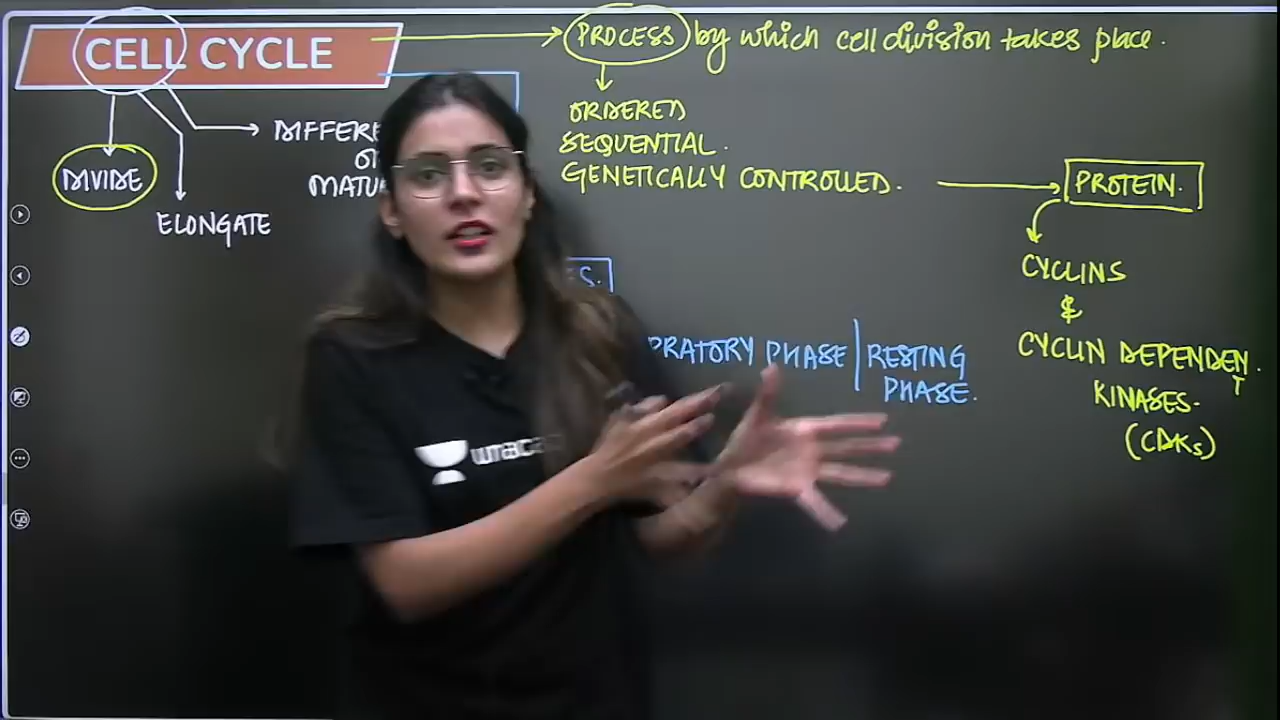 CELL CYCLE
PROCESS by which cell division takes place.
ORDERED
SEQUENTIAL.
GENETICALLY CONTROLLED.
PROTEIN.
CYCLINS
&
CYCLIN DEPENDENT
KINASES.
(CDKs)
DIVIDE
ELONGATE
PHASE
RESTING
PHASE.